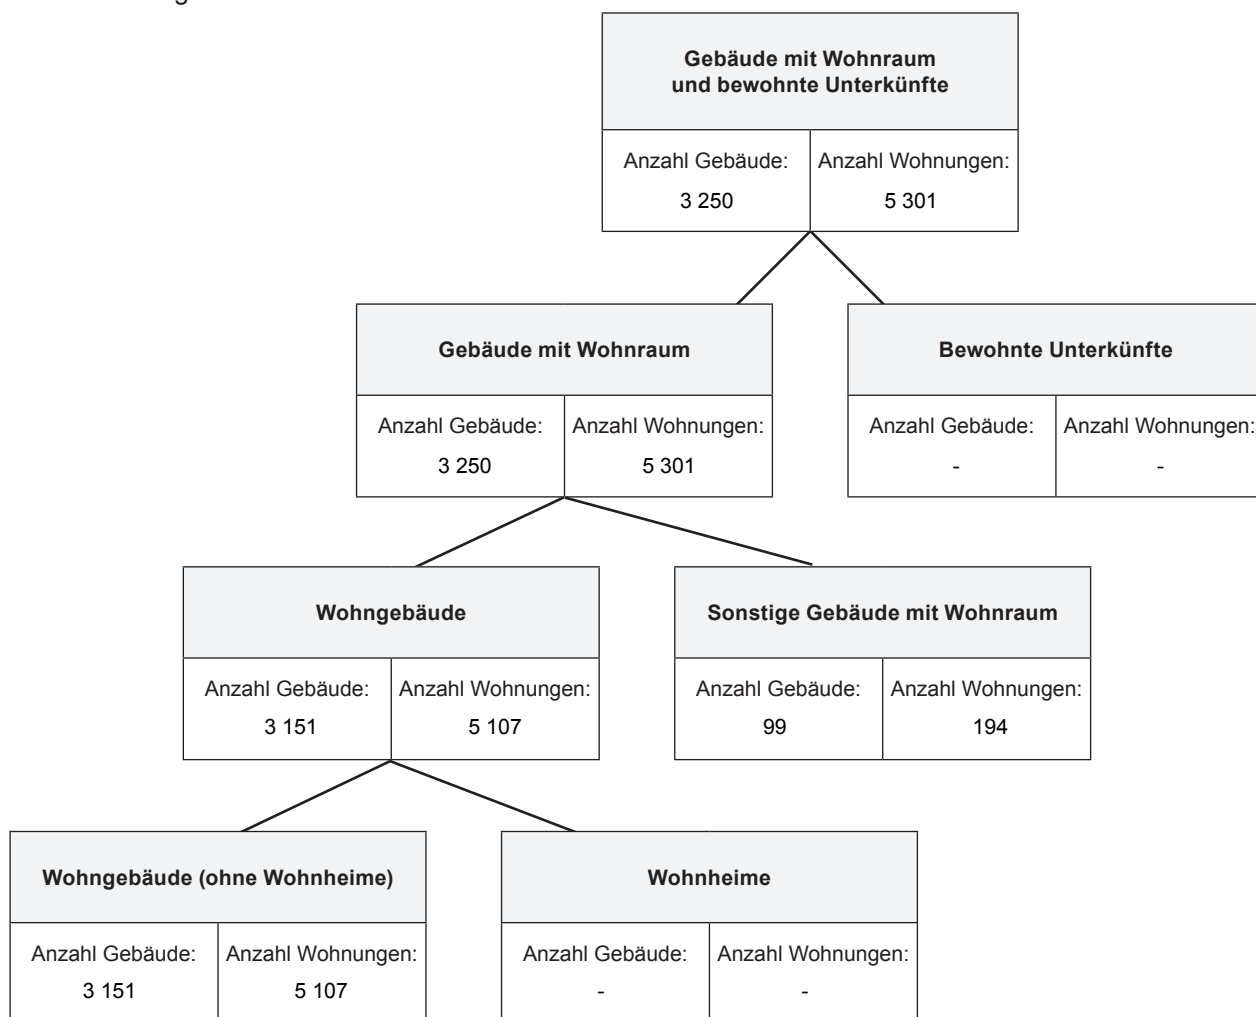 Gebäude mit Wohnraum
und bewohnte Unterkünfte
Anzahl Gebäude: Anzahl Wohnungen:
3 250 5 301
Gebäude mit Wohnraum
Anzahl Gebäude: Anzahl Wohnungen:
3 250 5 301
Bewohnte Unterkünfte
Anzahl Gebäude: Anzahl Wohnungen:
- -
Wohngebäude
Anzahl Gebäude: Anzahl Wohnungen:
3 151 5 107
Sonstige Gebäude mit Wohnraum
Anzahl Gebäude: Anzahl Wohnungen:
99 194
Wohngebäude (ohne Wohnheime)
Anzahl Gebäude: Anzahl Wohnungen:
3 151 5 107
Wohnheime
Anzahl Gebäude: Anzahl Wohnungen:
- -